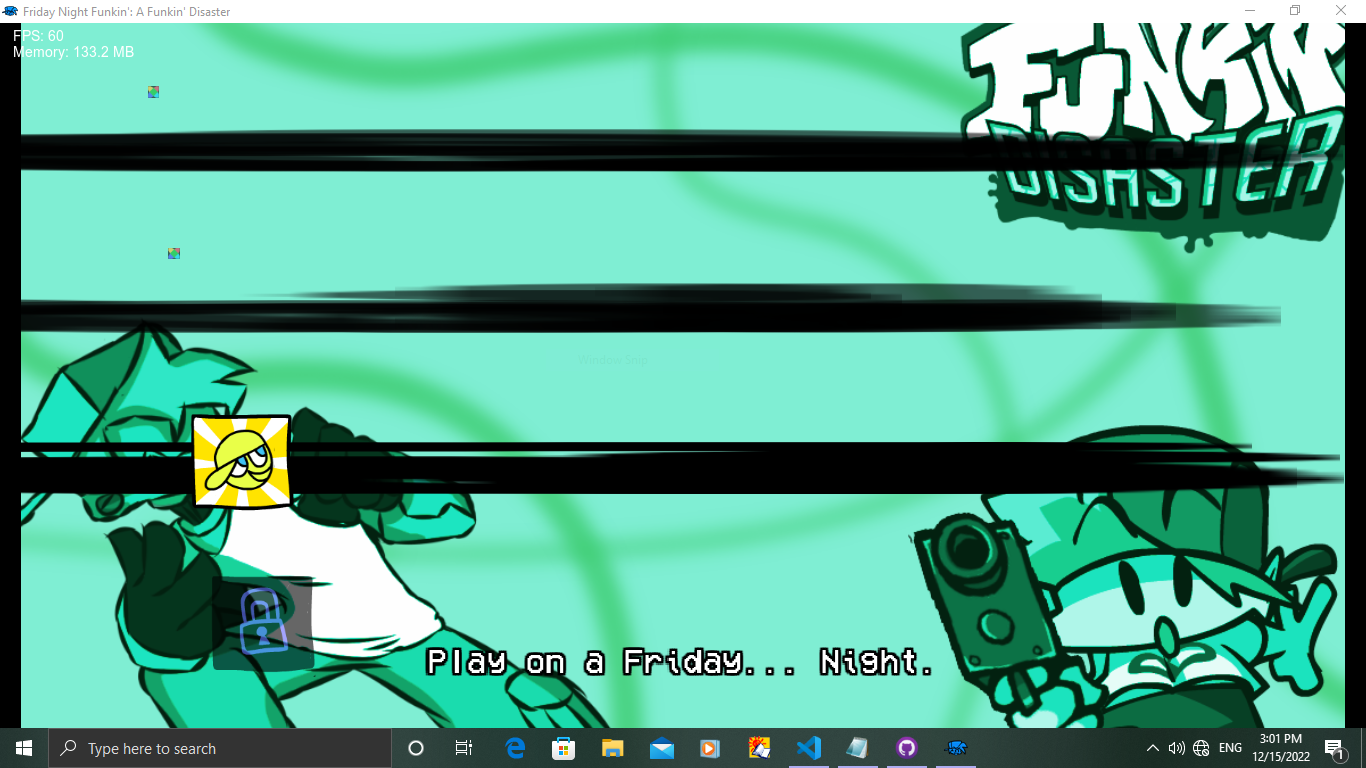 Friday Night Funkin': A Funkin' Disaster
FPS: 60
Memory: 133.2 MB
FUNKIN
DISASTER
Window Snip
Play on a Friday... Night.
Type here to search
ENG
3:01 PM
12/15/2022
1